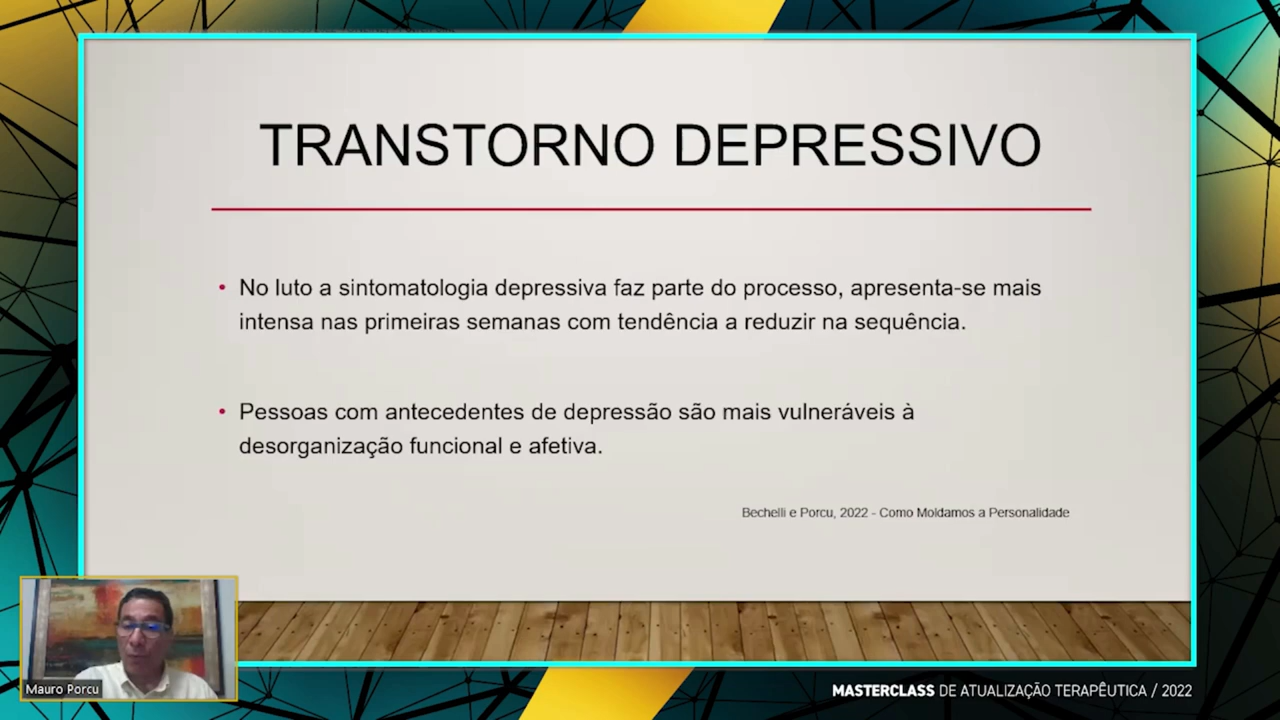 TRANSTORNO DEPRESSIVO
• No luto a sintomatologia depressiva faz parte do processo, apresenta-se mais
intensa nas primeiras semanas com tendência a reduzir na sequência.
• Pessoas com antecedentes de depressão são mais vulneráveis à
desorganização funcional e afetiva.
Bechelli e Porcu, 2022 - Como Moldamos a Personalidade
Mauro Porcu
MASTERCLASS DE ATUALIZAÇÃO TERAPÊUTICA / 2022